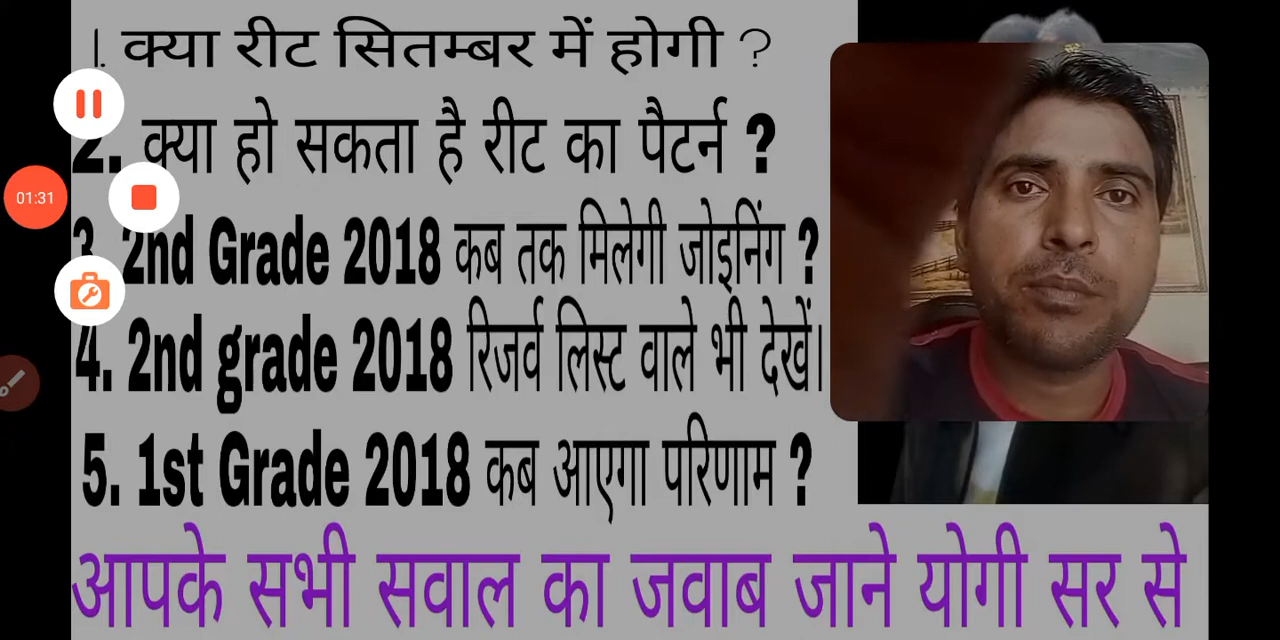 1. क्या रीट सितम्बर में होगी ?
2. क्या हो सकता है रीट का पैटर्न ?
01:31
3. 2nd Grade 2018 कब तक मिलेगी जोइनिंग ?
4. 2nd grade 2018 रिजर्व लिस्ट वाले भी देखें।
5. 1st Grade 2018 कब आएगा परिणाम ?
आपके सभी सवाल का जवाब जाने योगी सर से